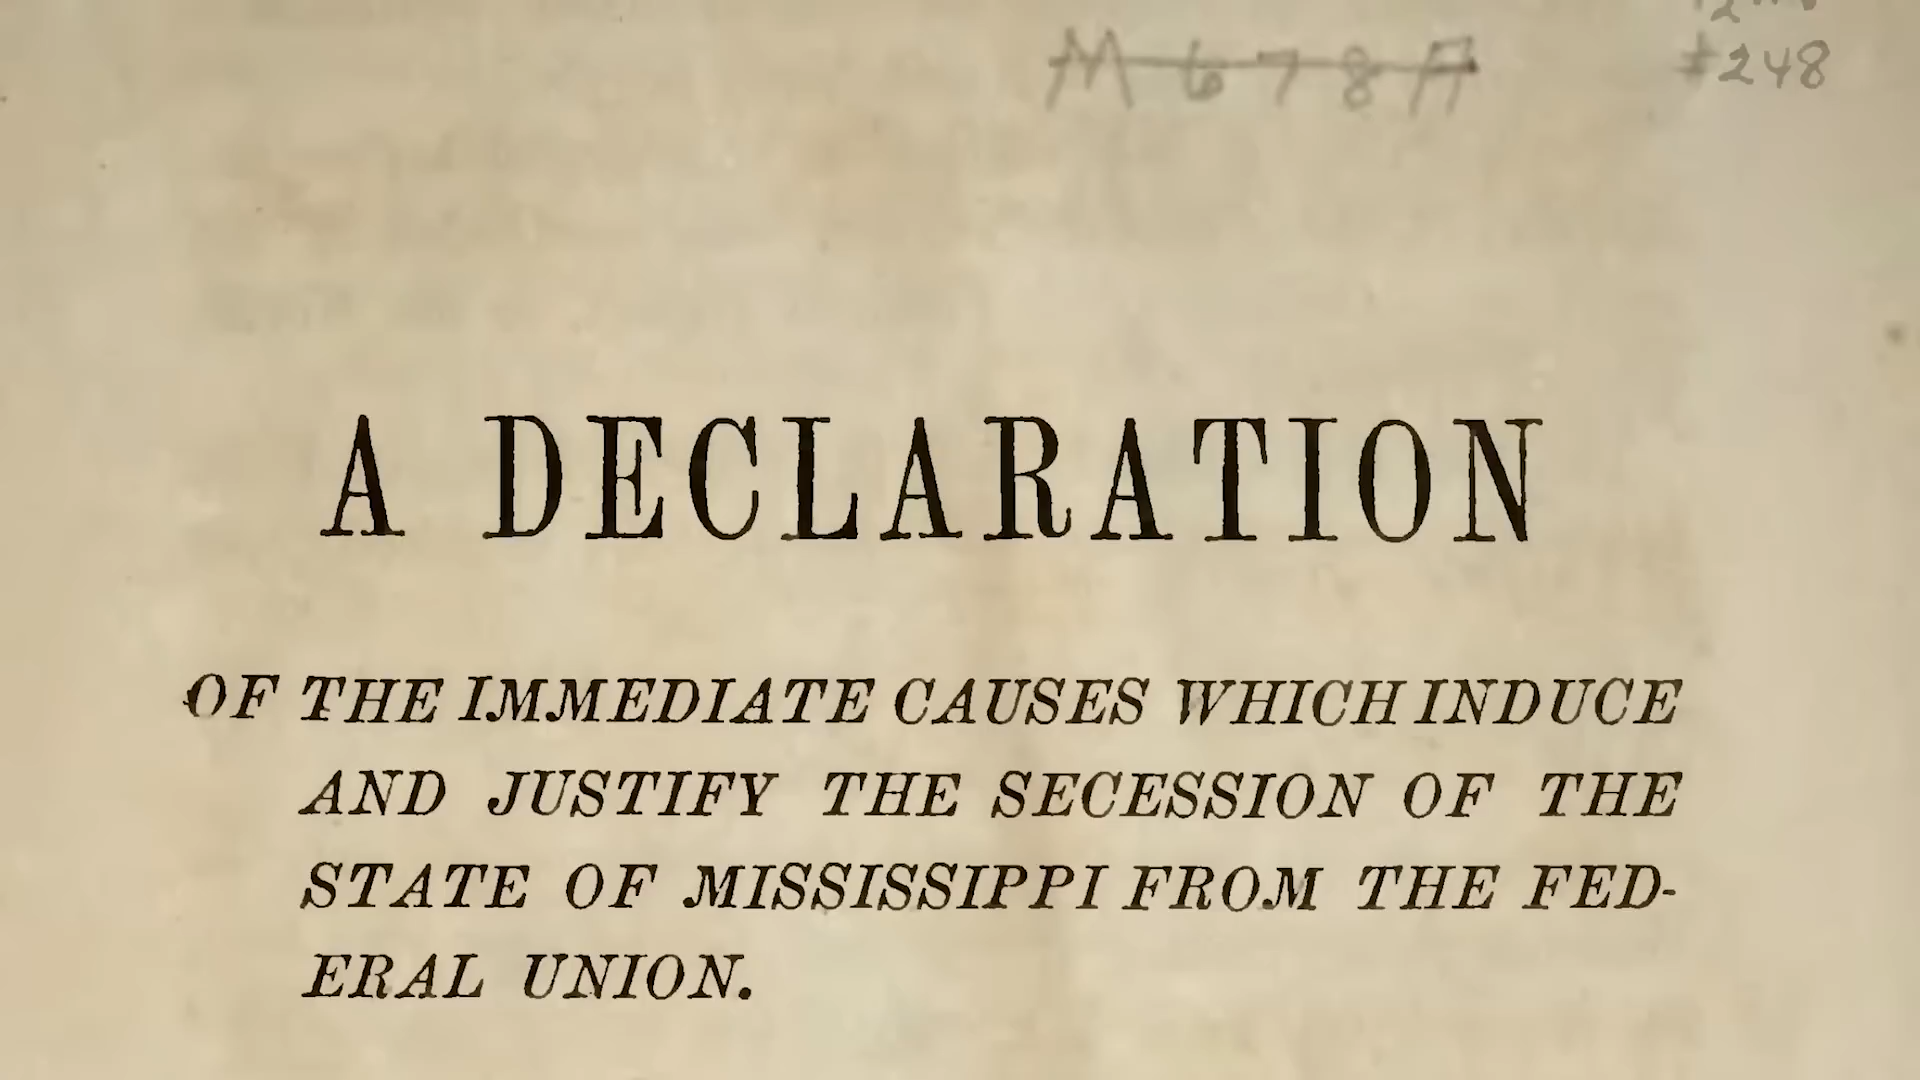 M 678 A
#248
A DECLARATION
OF THE IMMEDIATE CAUSES WHICH INDUCE
AND JUSTIFY THE SECESSION OF THE
STATE OF MISSISSIPPI FROM THE FED-
ERAL UNION.